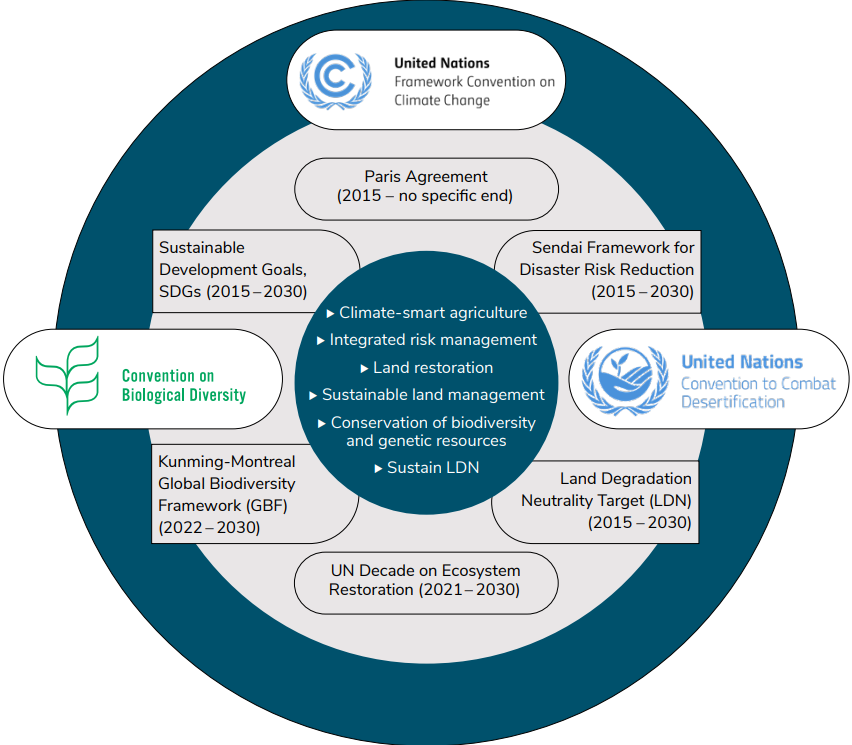 United Nations
Framework Convention on
Climate Change
Paris Agreement
(2015 – no specific end)
Sustainable
Development Goals,
SDGs (2015 – 2030)
Sendai Framework for
Disaster Risk Reduction
(2015 – 2030)
▶ Climate-smart agriculture
▶ Integrated risk management
▶ Land restoration
▶ Sustainable land management
▶ Conservation of biodiversity
and genetic resources
▶ Sustain LDN
Convention on
Biological Diversity
United Nations
Convention to Combat
Desertification
Kunming-Montreal
Global Biodiversity
Framework (GBF)
(2022 – 2030)
Land Degradation
Neutrality Target (LDN)
(2015 – 2030)
UN Decade on Ecosystem
Restoration (2021 – 2030)